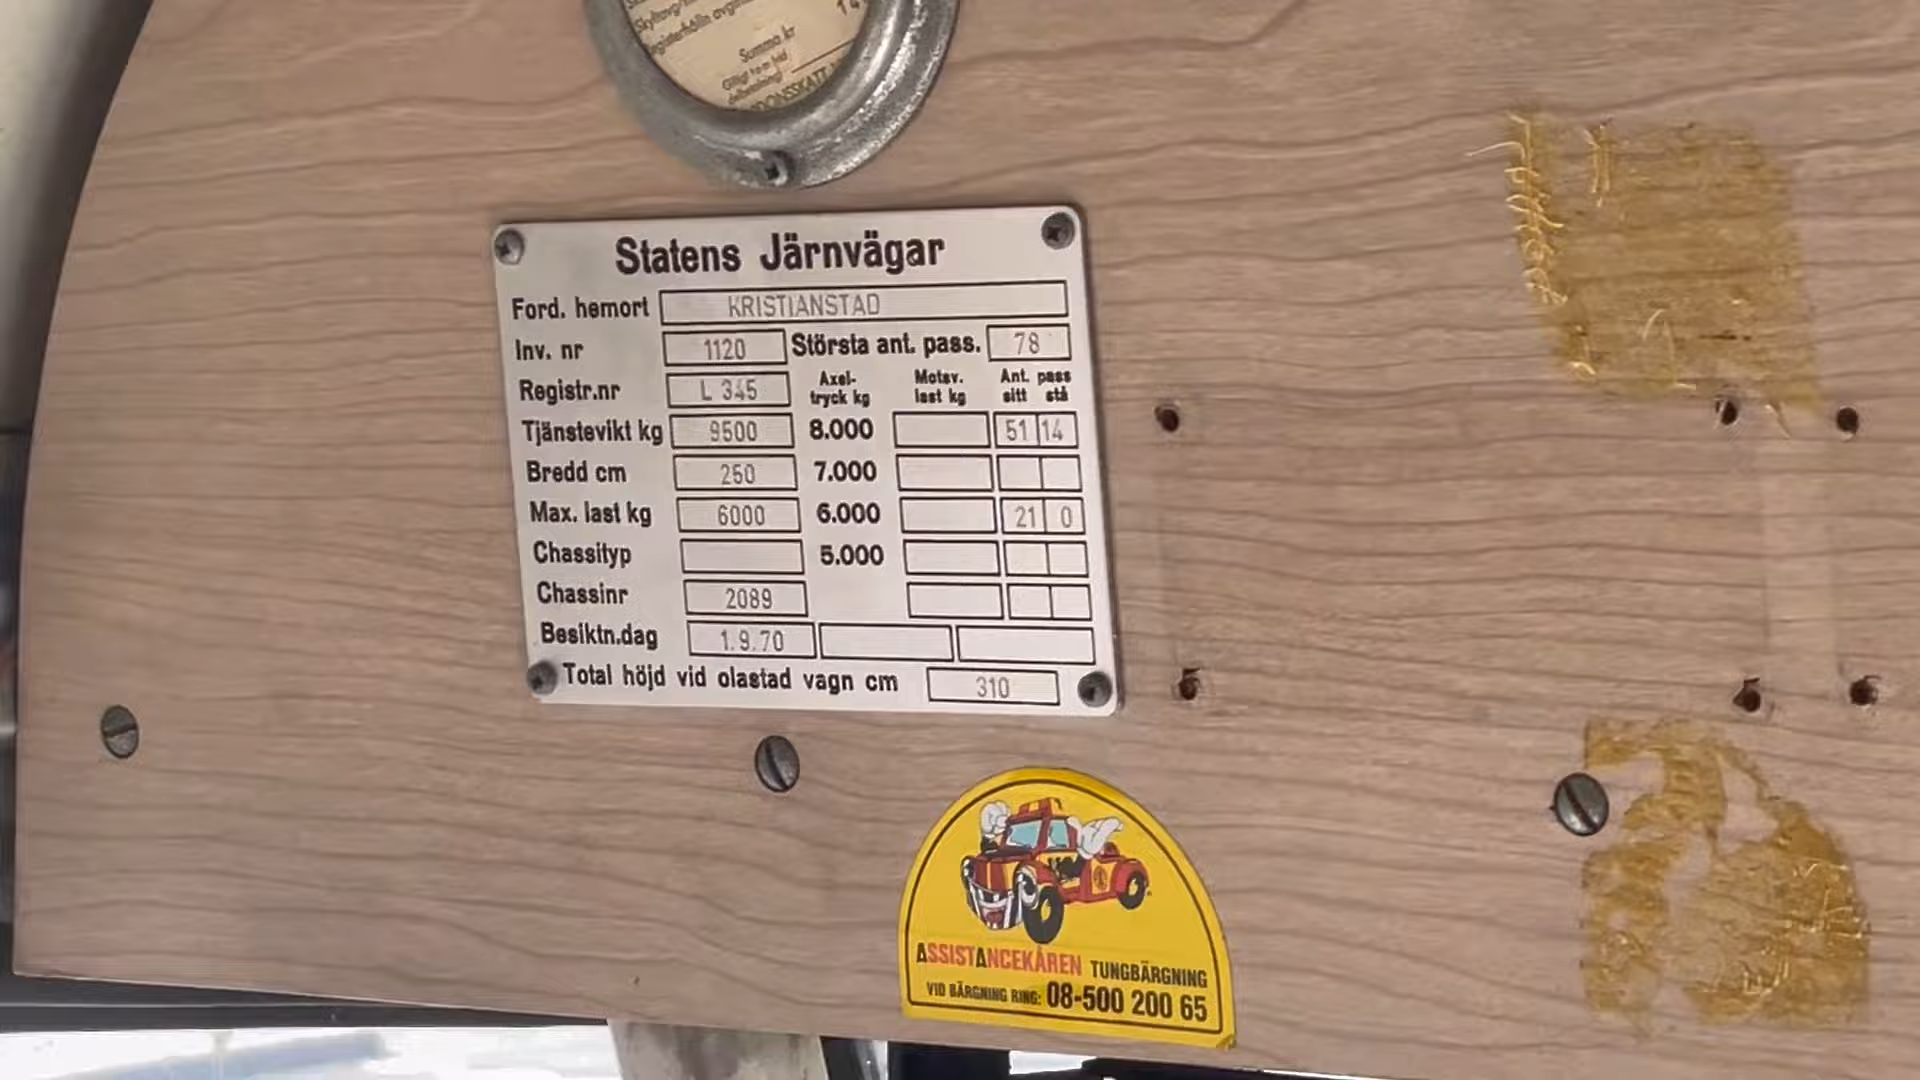 Registerhålln avgift
Summa kr
Statens Järnvägar
Ford. hemort KRISTIANSTAD
Inv. nr 1120 Största ant. pass. 78
Registr.nr L 345 Axel-tryck kg Motsv. last kg Ant. pass sitt stå
Tjänstevikt kg 9500 8.000 51 14
Bredd cm 250 7.000
Max. last kg 6000 6.000 21 0
Chassityp 5.000
Chassinr 2089
Besiktn.dag 1.9.70
Total höjd vid olastad vagn cm 310
ASSISTANCEKÅREN TUNGBÄRGNING
VID BÄRGNING RING: 08-500 200 65